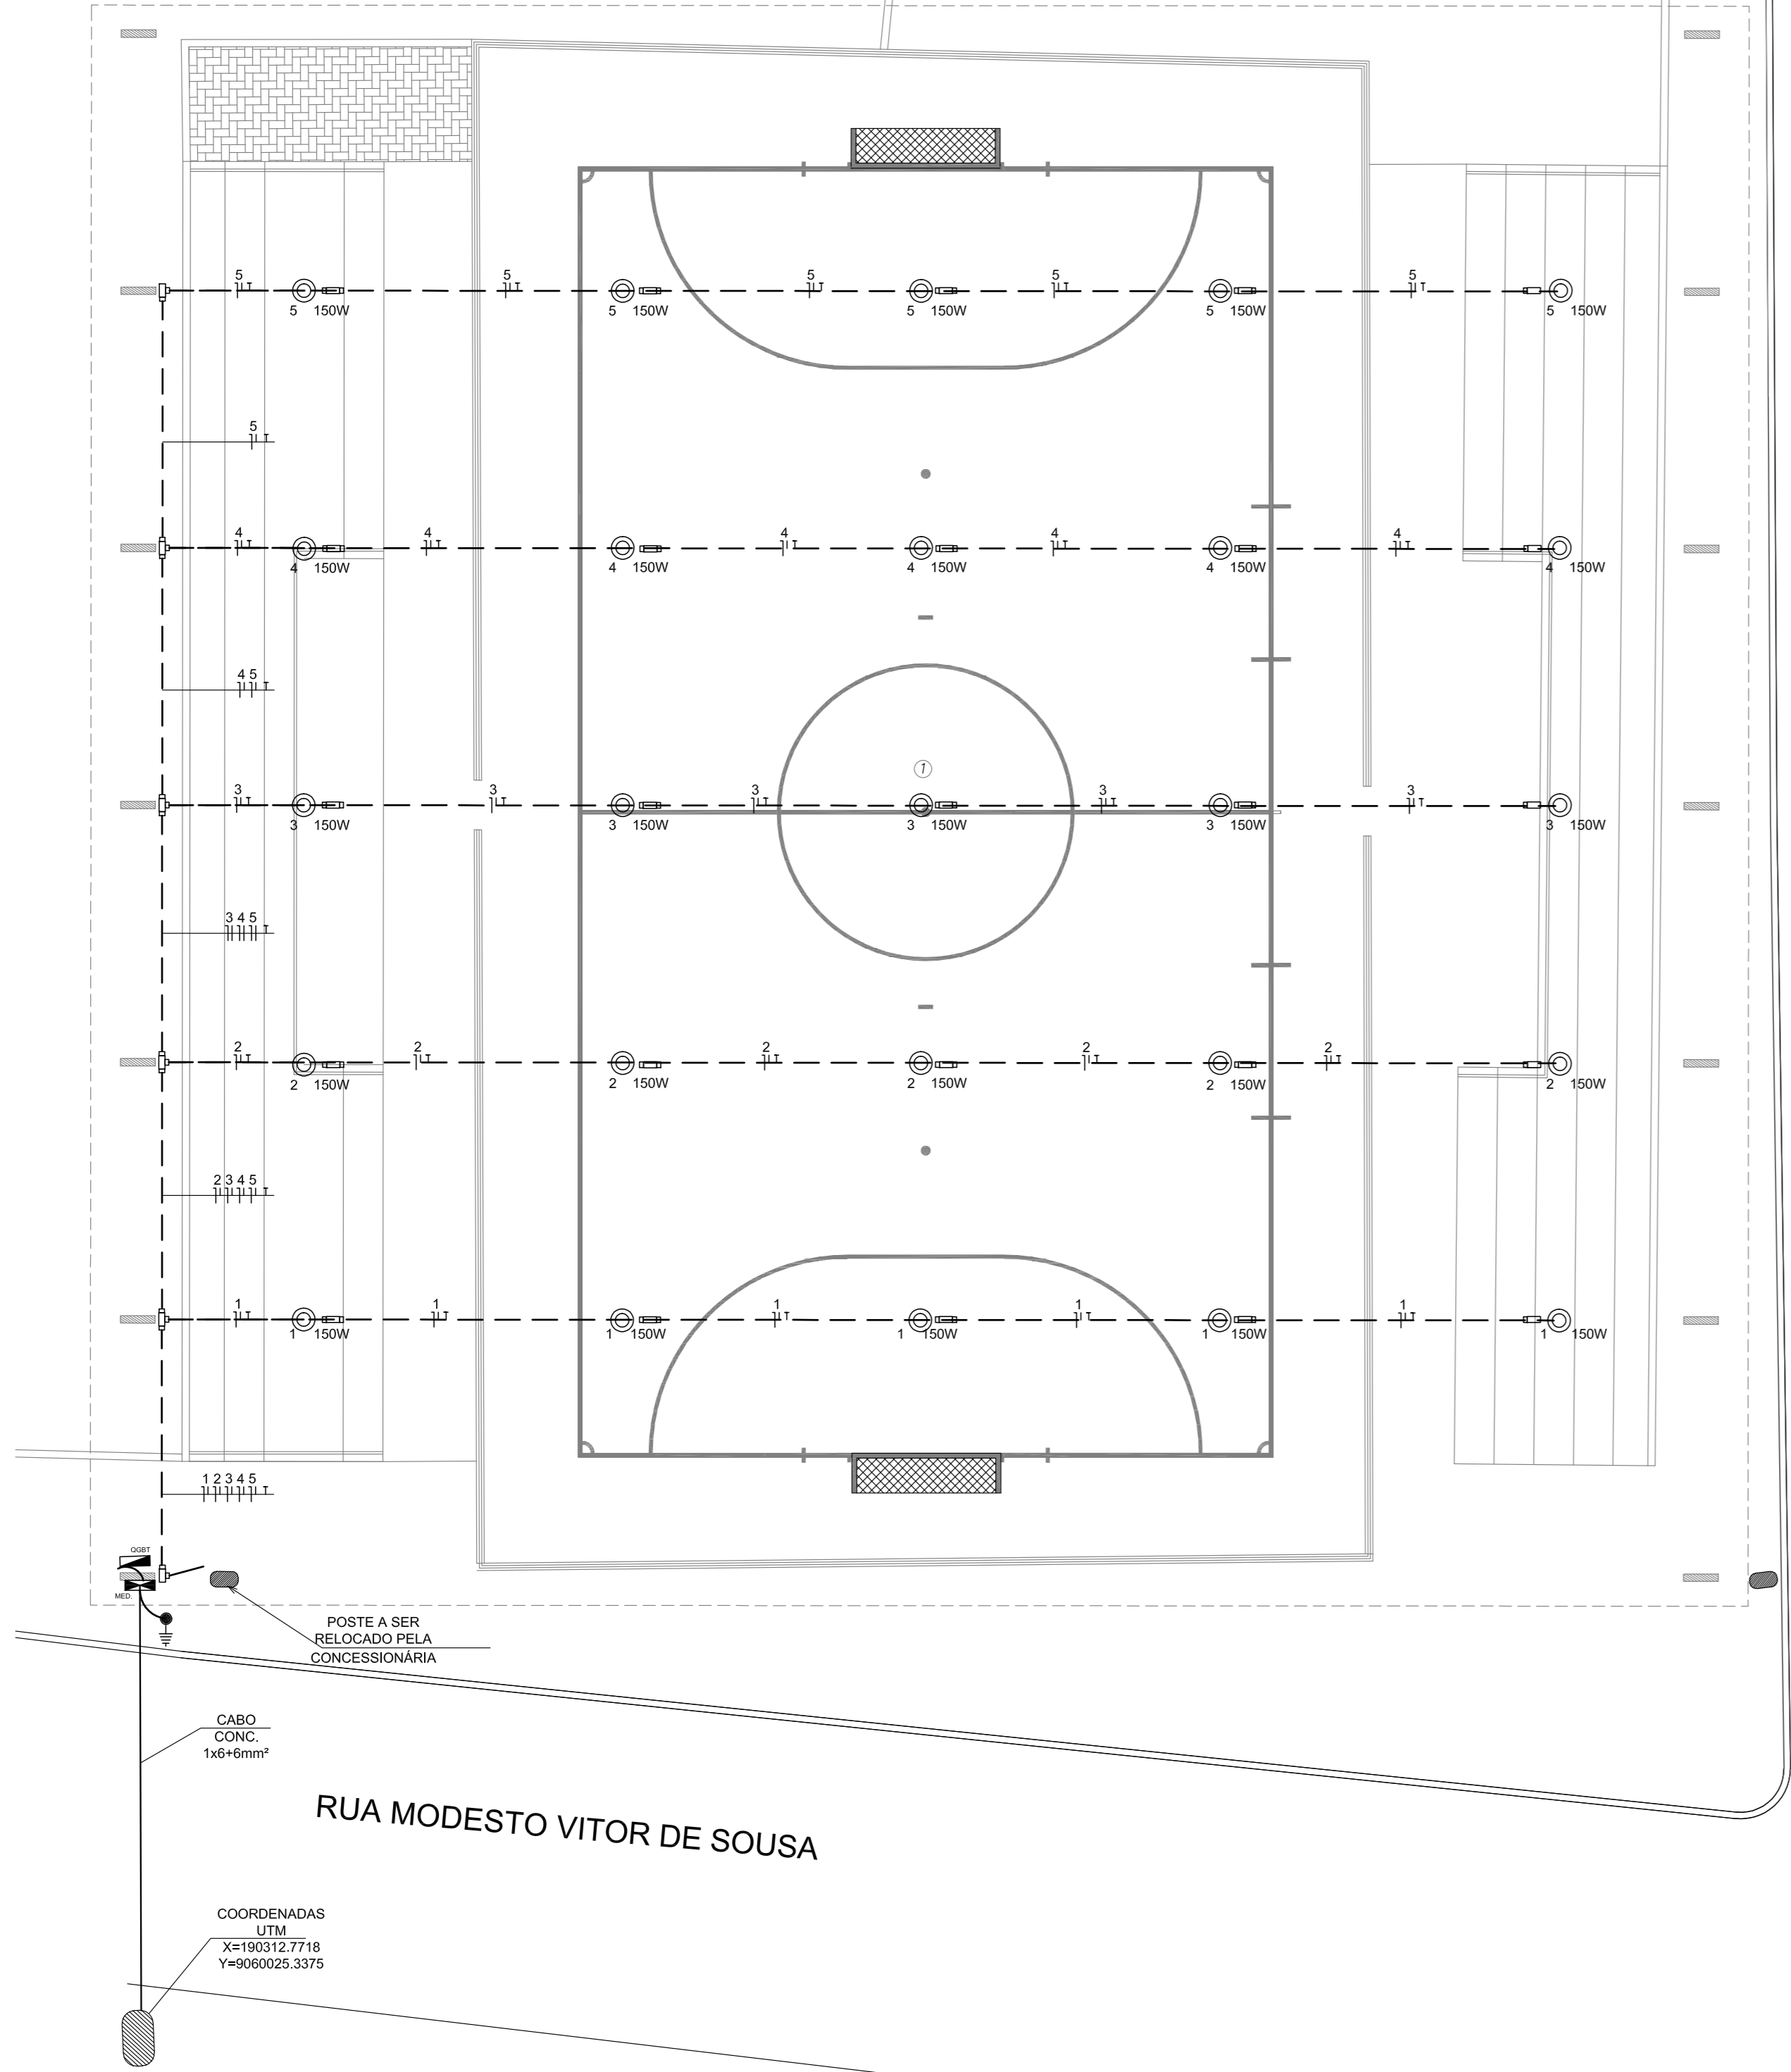 5 5 5 5 5
5 150W 5 150W 5 150W 5 150W 5 150W
5
4 4 4 4 4
4 150W 4 150W 4 150W 4 150W 4 150W
4 5
1
3 3 3 3 3
3 150W 3 150W 3 150W 3 150W 3 150W
3 4 5
2 2 2 2 2
2 150W 2 150W 2 150W 2 150W 2 150W
2 3 4 5
1 1 1 1 1
1 150W 1 150W 1 150W 1 150W 1 150W
1 2 3 4 5
QGBT
MED.
POSTE A SER
RELOCADO PELA
CONCESSIONÁRIA
CABO
CONC.
1x6+6mm²
RUA MODESTO VITOR DE SOUSA
COORDENADAS
UTM
X=190312.7718
Y=9060025.3375